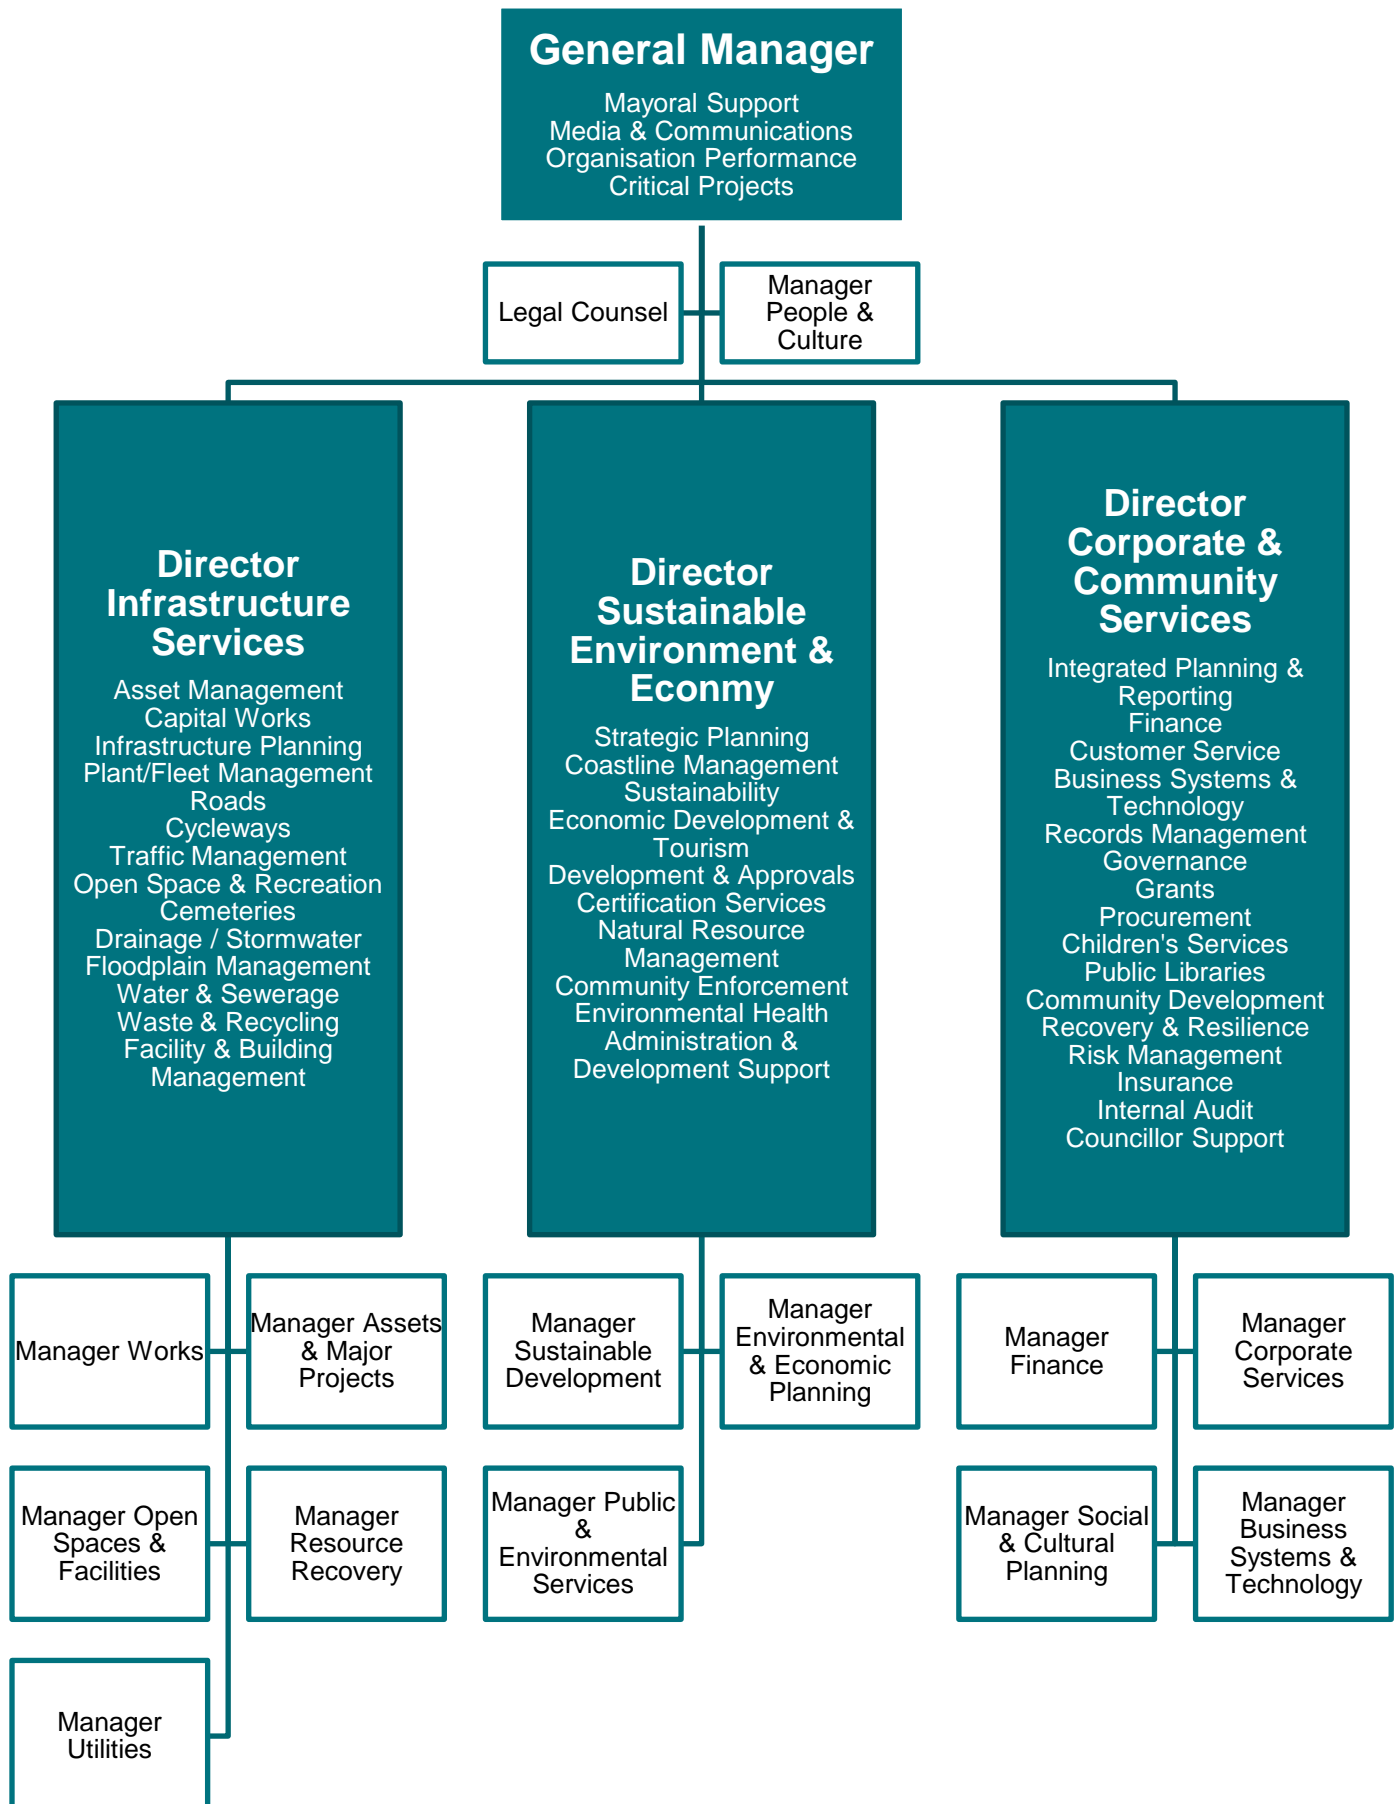 General Manager
Mayoral Support
Media & Communications
Organisation Performance
Critical Projects
Legal Counsel
Manager
People &
Culture
Director
Infrastructure
Services
Asset Management
Capital Works
Infrastructure Planning
Plant/Fleet Management
Roads
Cycleways
Traffic Management
Open Space & Recreation
Cemeteries
Drainage / Stormwater
Floodplain Management
Water & Sewerage
Waste & Recycling
Facility & Building
Management
Director
Sustainable
Environment &
Econmy
Strategic Planning
Coastline Management
Sustainability
Economic Development &
Tourism
Development & Approvals
Certification Services
Natural Resource
Management
Community Enforcement
Environmental Health
Administration &
Development Support
Director
Corporate &
Community
Services
Integrated Planning &
Reporting
Finance
Customer Service
Business Systems &
Technology
Records Management
Governance
Grants
Procurement
Children's Services
Public Libraries
Community Development
Recovery & Resilience
Risk Management
Insurance
Internal Audit
Councillor Support
Manager Works
Manager Assets
& Major
Projects
Manager Open
Spaces &
Facilities
Manager
Resource
Recovery
Manager
Utilities
Manager
Sustainable
Development
Manager
Environmental
& Economic
Planning
Manager Public
&
Environmental
Services
Manager
Finance
Manager
Corporate
Services
Manager Social
& Cultural
Planning
Manager
Business
Systems &
Technology